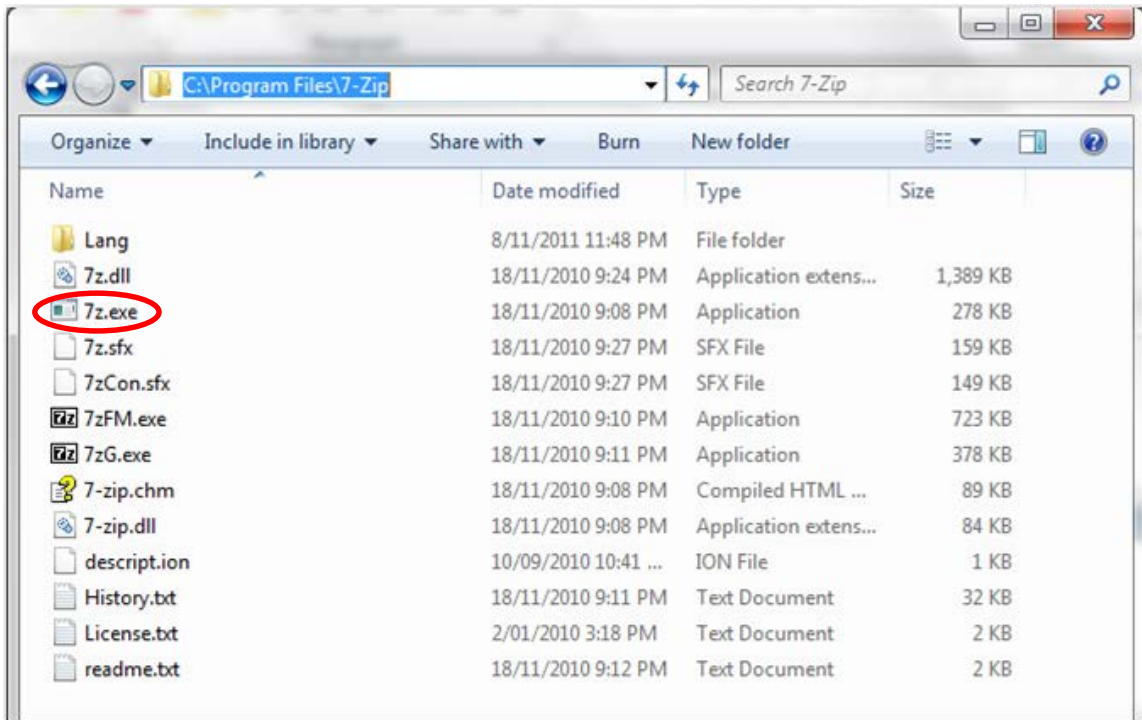 C:\Program Files\7-Zip Search 7-Zip
Organize Include in library Share with Burn New folder
Name Date modified Type Size
Lang 8/11/2011 11:48 PM File folder
7z.dll 18/11/2010 9:24 PM Application extens... 1,389 KB
7z.exe 18/11/2010 9:08 PM Application 278 KB
7z.sfx 18/11/2010 9:27 PM SFX File 159 KB
7zCon.sfx 18/11/2010 9:27 PM SFX File 149 KB
7z 7zFM.exe 18/11/2010 9:10 PM Application 723 KB
7z 7zG.exe 18/11/2010 9:11 PM Application 378 KB
7-zip.chm 18/11/2010 9:08 PM Compiled HTML ... 89 KB
7-zip.dll 18/11/2010 9:08 PM Application extens... 84 KB
descript.ion 10/09/2010 10:41 ... ION File 1 KB
History.txt 18/11/2010 9:11 PM Text Document 32 KB
License.txt 2/01/2010 3:18 PM Text Document 2 KB
readme.txt 18/11/2010 9:12 PM Text Document 2 KB